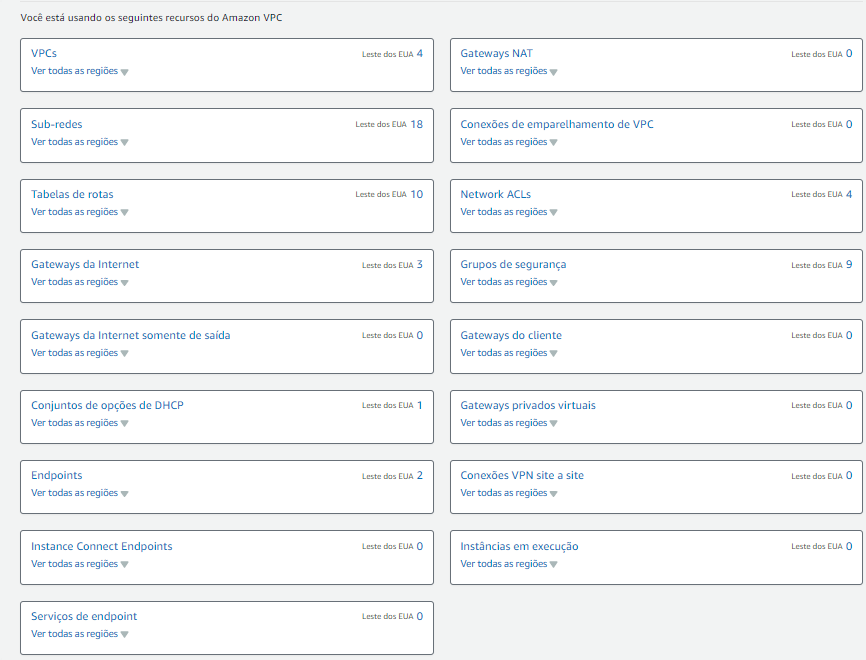 Você está usando os seguintes recursos do Amazon VPC
VPCs Leste dos EUA 4
Ver todas as regiões
Gateways NAT Leste dos EUA 0
Ver todas as regiões
Sub-redes Leste dos EUA 18
Ver todas as regiões
Conexões de emparelhamento de VPC Leste dos EUA 0
Ver todas as regiões
Tabelas de rotas Leste dos EUA 10
Ver todas as regiões
Network ACLs Leste dos EUA 4
Ver todas as regiões
Gateways da Internet Leste dos EUA 3
Ver todas as regiões
Grupos de segurança Leste dos EUA 9
Ver todas as regiões
Gateways da Internet somente de saída Leste dos EUA 0
Ver todas as regiões
Gateways do cliente Leste dos EUA 0
Ver todas as regiões
Conjuntos de opções de DHCP Leste dos EUA 1
Ver todas as regiões
Gateways privados virtuais Leste dos EUA 0
Ver todas as regiões
Endpoints Leste dos EUA 2
Ver todas as regiões
Conexões VPN site a site Leste dos EUA 0
Ver todas as regiões
Instance Connect Endpoints Leste dos EUA 0
Ver todas as regiões
Instâncias em execução Leste dos EUA 0
Ver todas as regiões
Serviços de endpoint Leste dos EUA 0
Ver todas as regiões